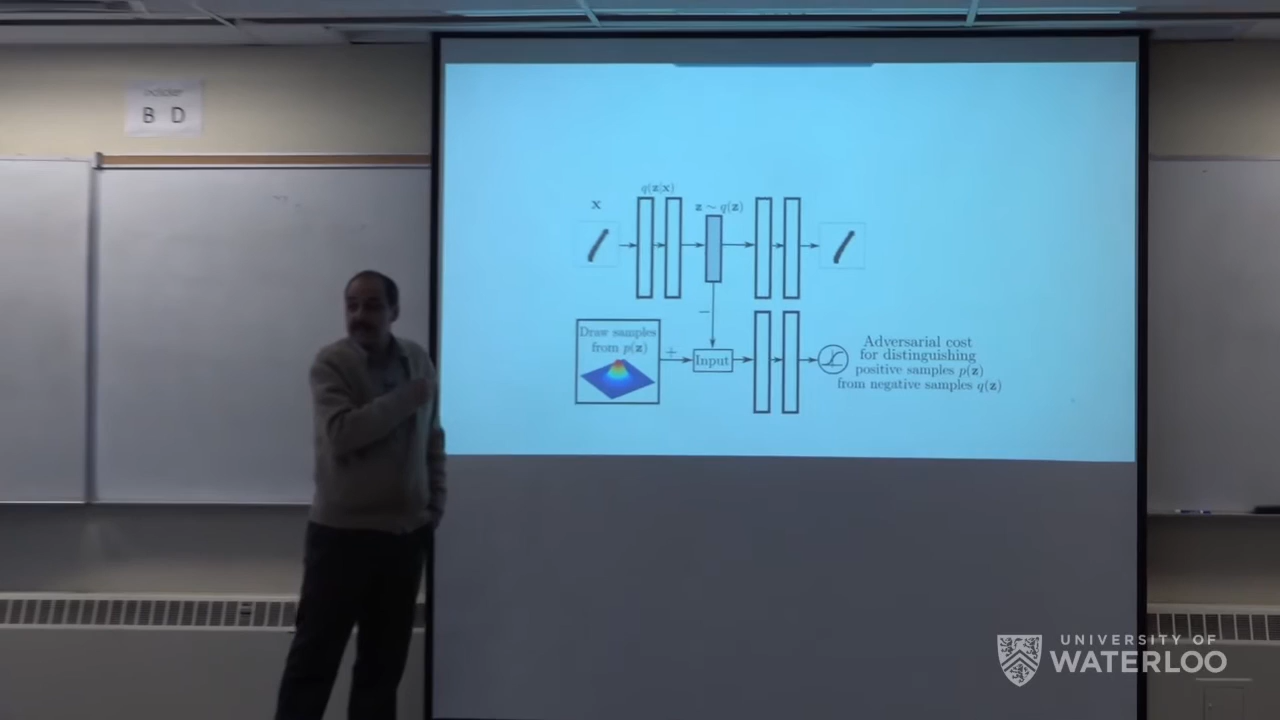 B D
q(z|x)
x
z ~ q(z)
−
Draw samples
from p(z)
+
Input
Adversarial cost
for distinguishing
positive samples p(z)
from negative samples q(z)
UNIVERSITY OF
WATERLOO